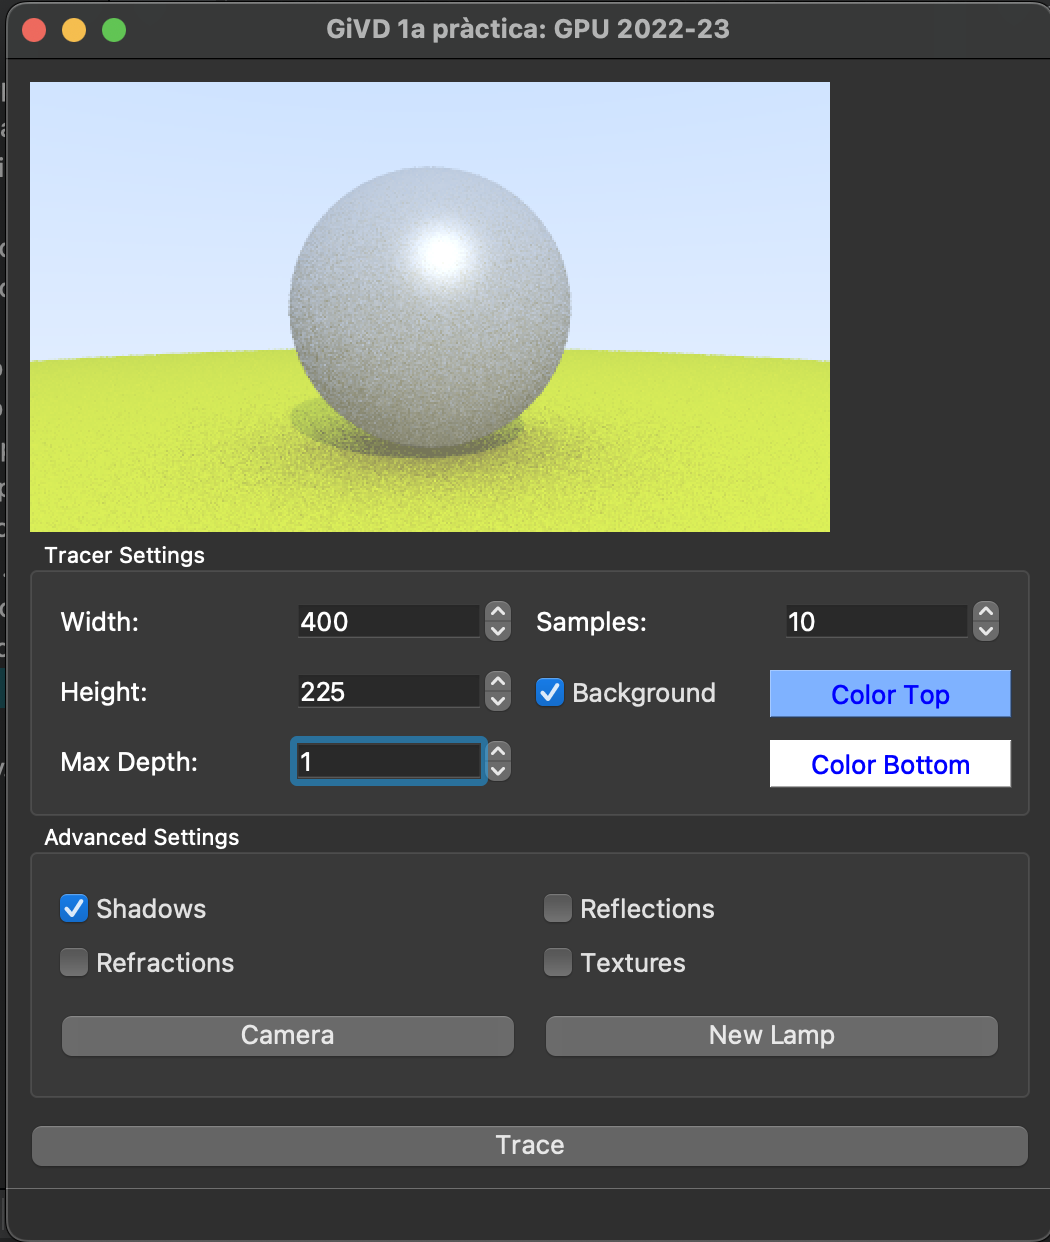 GiVD 1a pràctica: GPU 2022-23
Tracer Settings
Width: 400 Samples: 10
Height: 225 Background Color Top
Max Depth: 1 Color Bottom
Advanced Settings
Shadows Reflections
Refractions Textures
Camera New Lamp
Trace